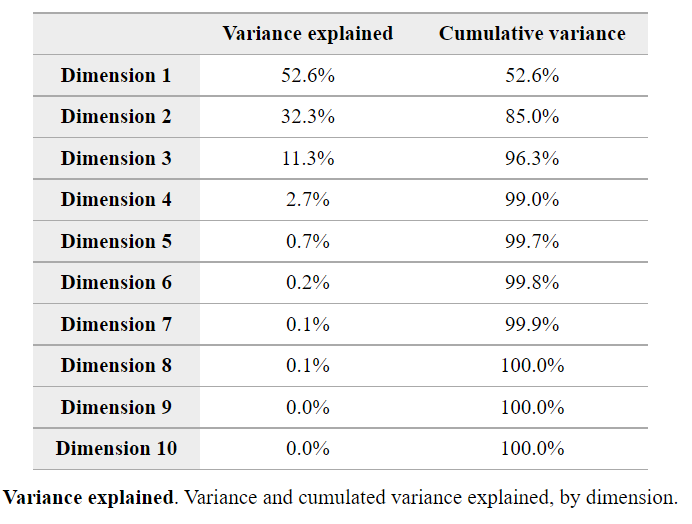 Variance explained Cumulative variance
Dimension 1 52.6% 52.6%
Dimension 2 32.3% 85.0%
Dimension 3 11.3% 96.3%
Dimension 4 2.7% 99.0%
Dimension 5 0.7% 99.7%
Dimension 6 0.2% 99.8%
Dimension 7 0.1% 99.9%
Dimension 8 0.1% 100.0%
Dimension 9 0.0% 100.0%
Dimension 10 0.0% 100.0%
Variance explained. Variance and cumulated variance explained, by dimension.